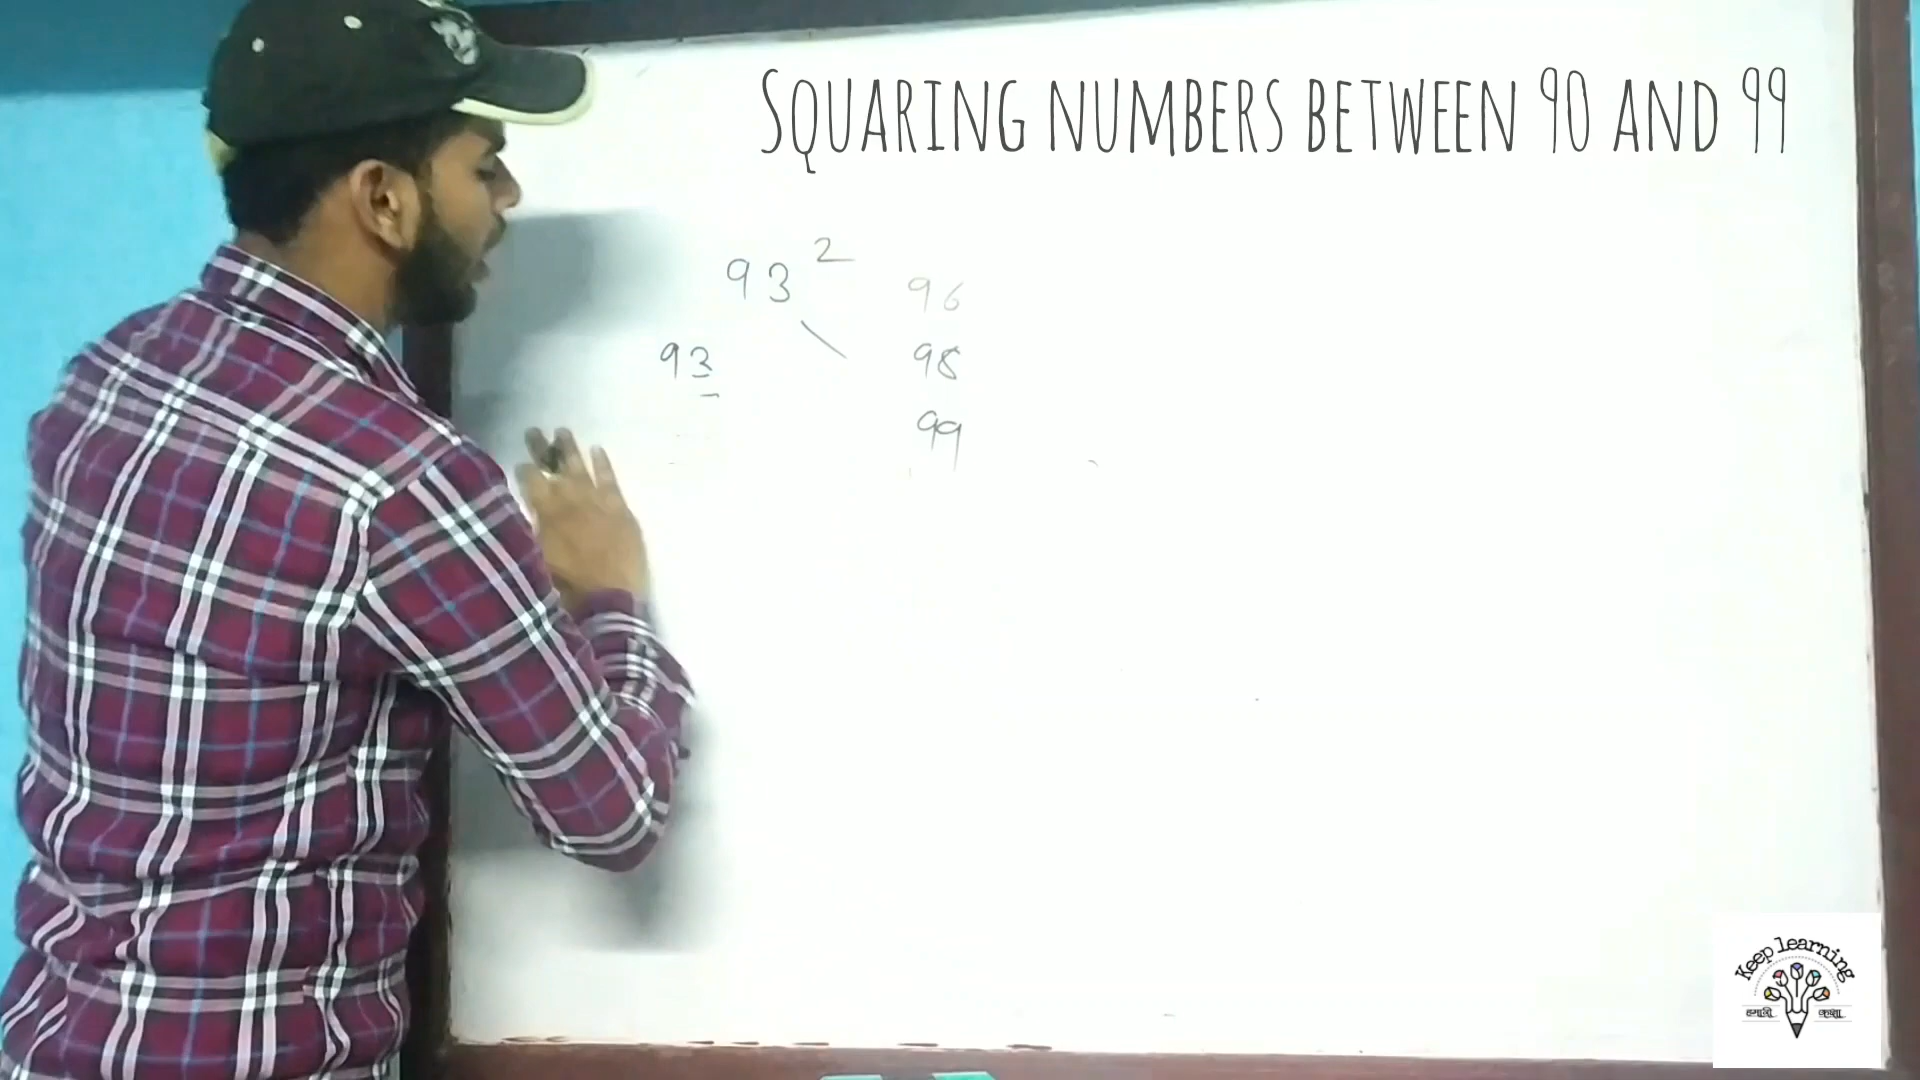 SQUARING NUMBERS BETWEEN 90 AND 99
93²
96
93
98
99
Keep learning